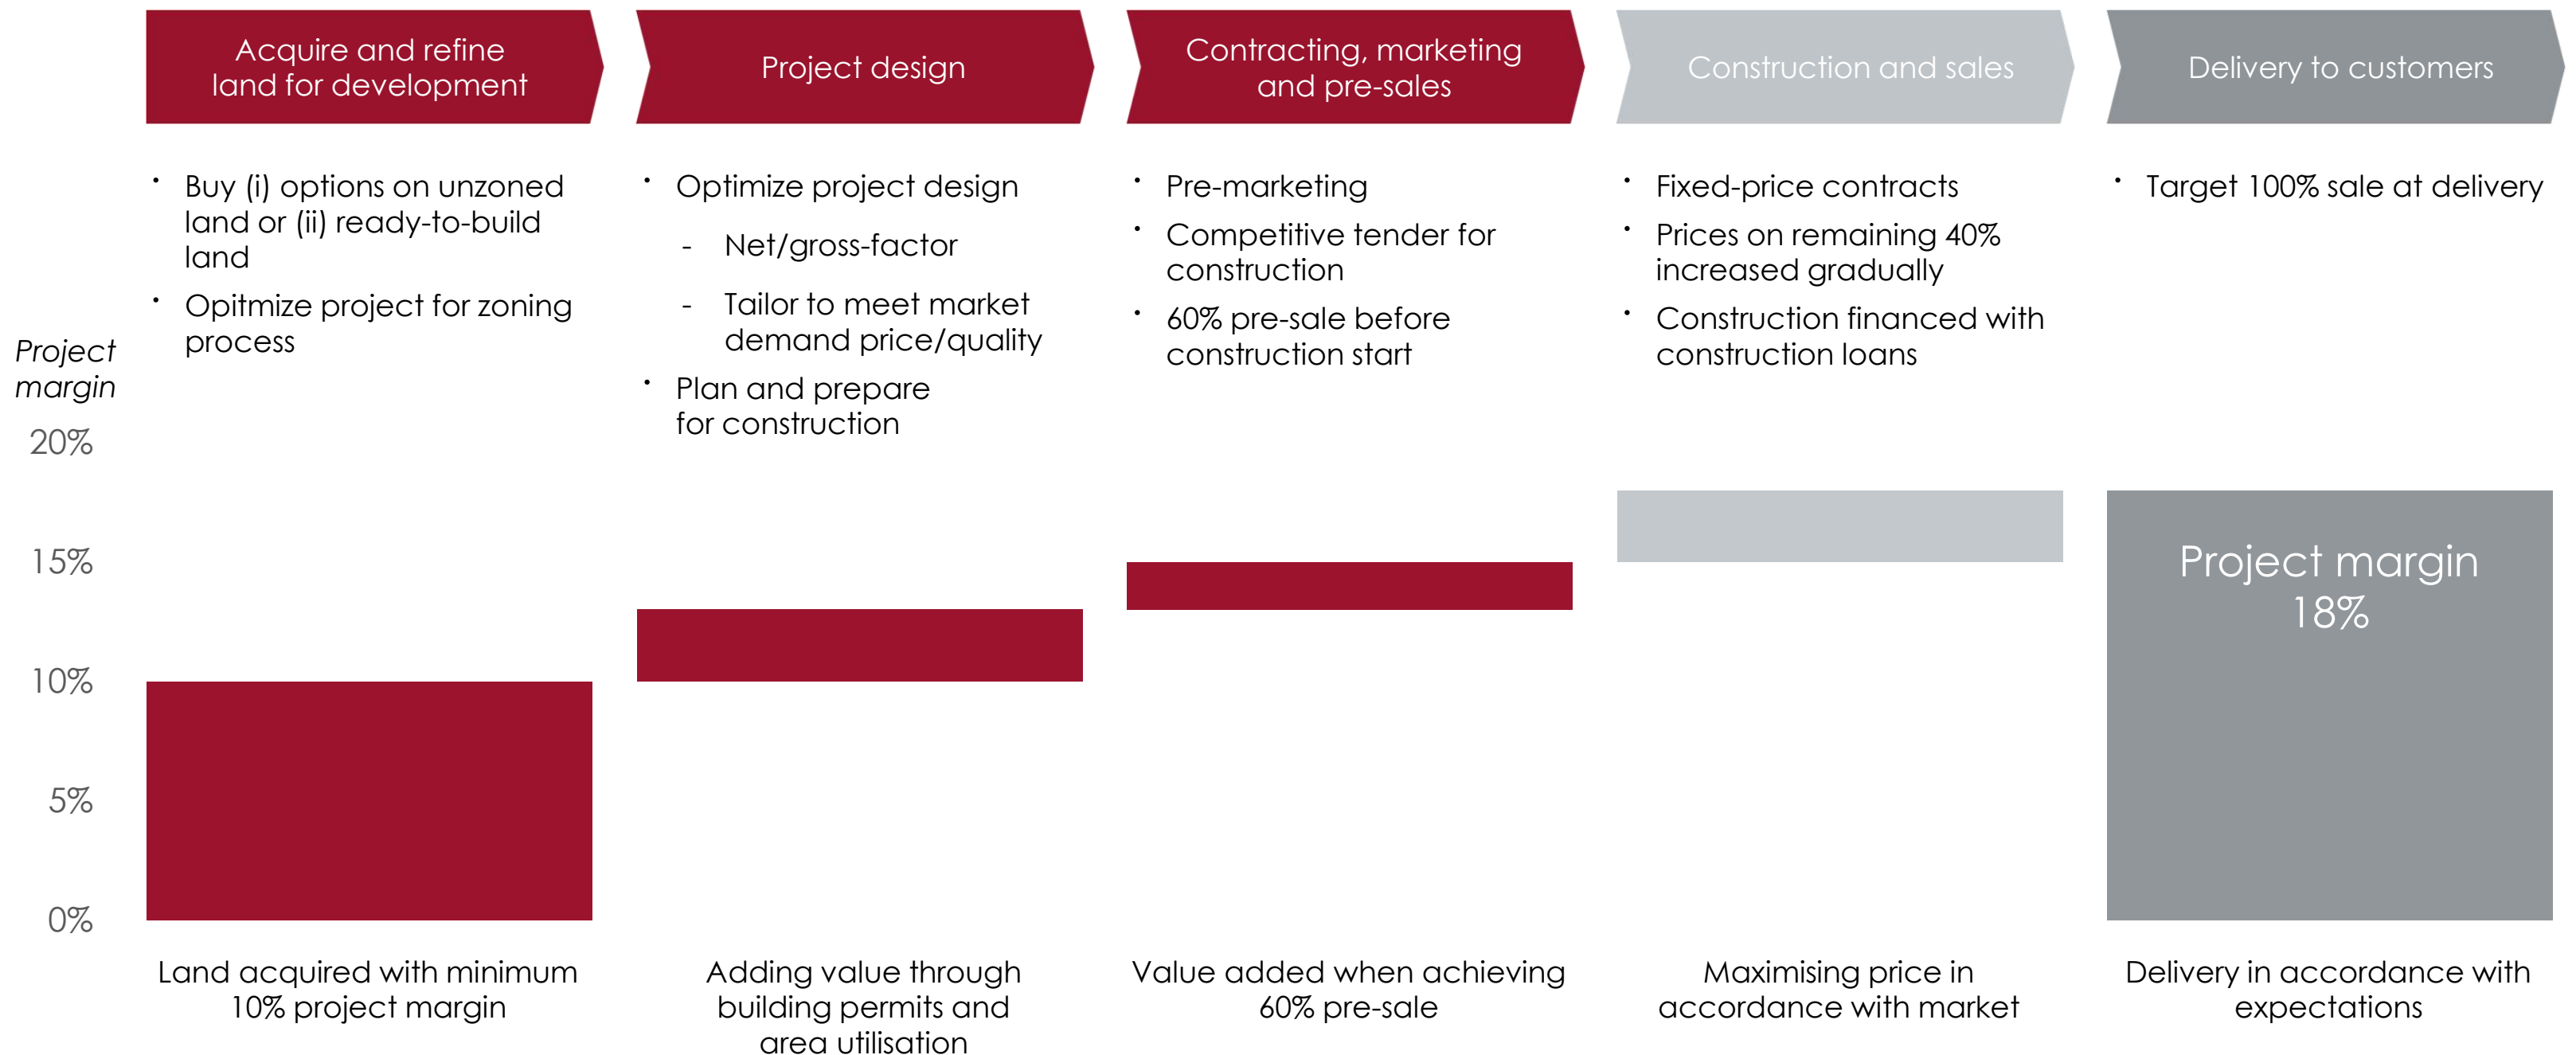 Acquire and refine
land for development
Project design
Contracting, marketing
and pre-sales
Construction and sales
Delivery to customers
• Buy (i) options on unzoned
land or (ii) ready-to-build
land
• Opitmize project for zoning
process
• Optimize project design
- Net/gross-factor
- Tailor to meet market
demand price/quality
• Plan and prepare
for construction
• Pre-marketing
• Competitive tender for
construction
• 60% pre-sale before
construction start
• Fixed-price contracts
• Prices on remaining 40%
increased gradually
• Construction financed with
construction loans
• Target 100% sale at delivery
Project
margin
20%
15%
10%
5%
0%
Project margin
18%
Land acquired with minimum
10% project margin
Adding value through
building permits and
area utilisation
Value added when achieving
60% pre-sale
Maximising price in
accordance with market
Delivery in accordance with
expectations